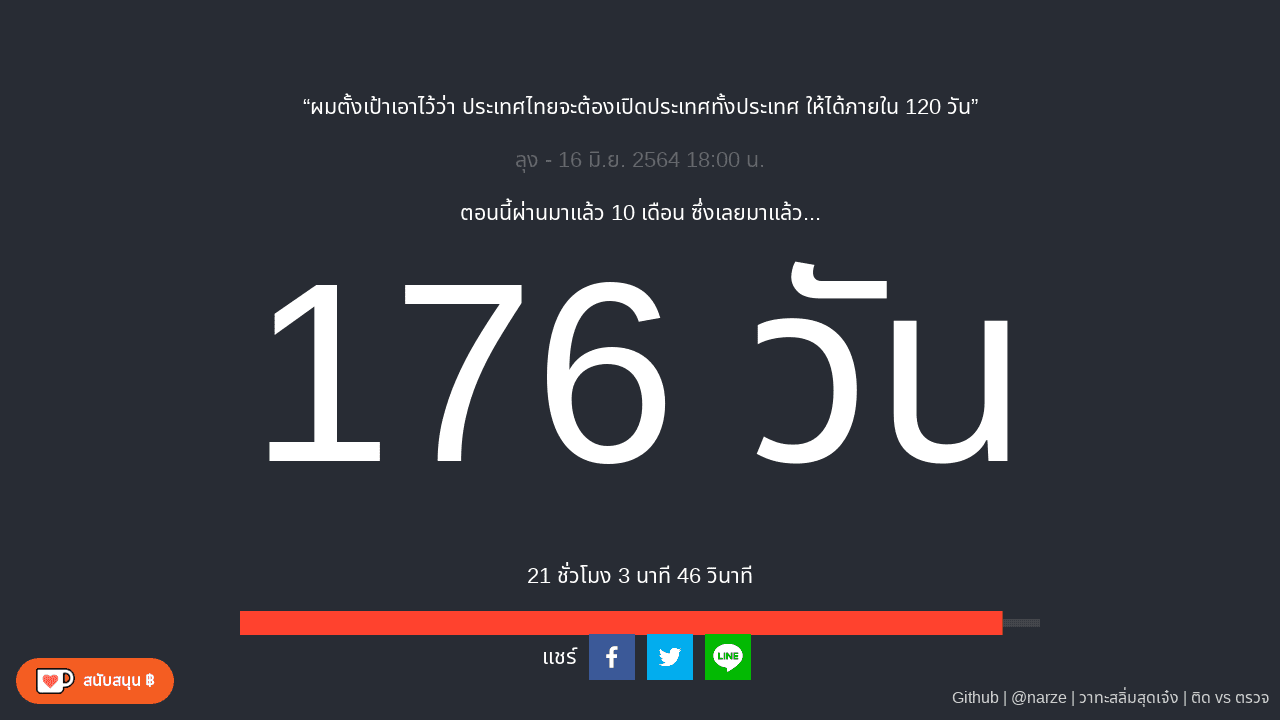 “ผมตั้งเป้าเอาไว้ว่า ประเทศไทยจะต้องเปิดประเทศทั้งประเทศ ให้ได้ภายใน 120 วัน”
ลุง - 16 มิ.ย. 2564 18:00 น.
ตอนนี้ผ่านมาแล้ว 10 เดือน ซึ่งเลยมาแล้ว...
176 วัน
21 ชั่วโมง 3 นาที 46 วินาที
แชร์
LINE
สนับสนุน ฿
Github | @narze | วาทะสลิ่มสุดเจ๋ง | ติด vs ตรวจ